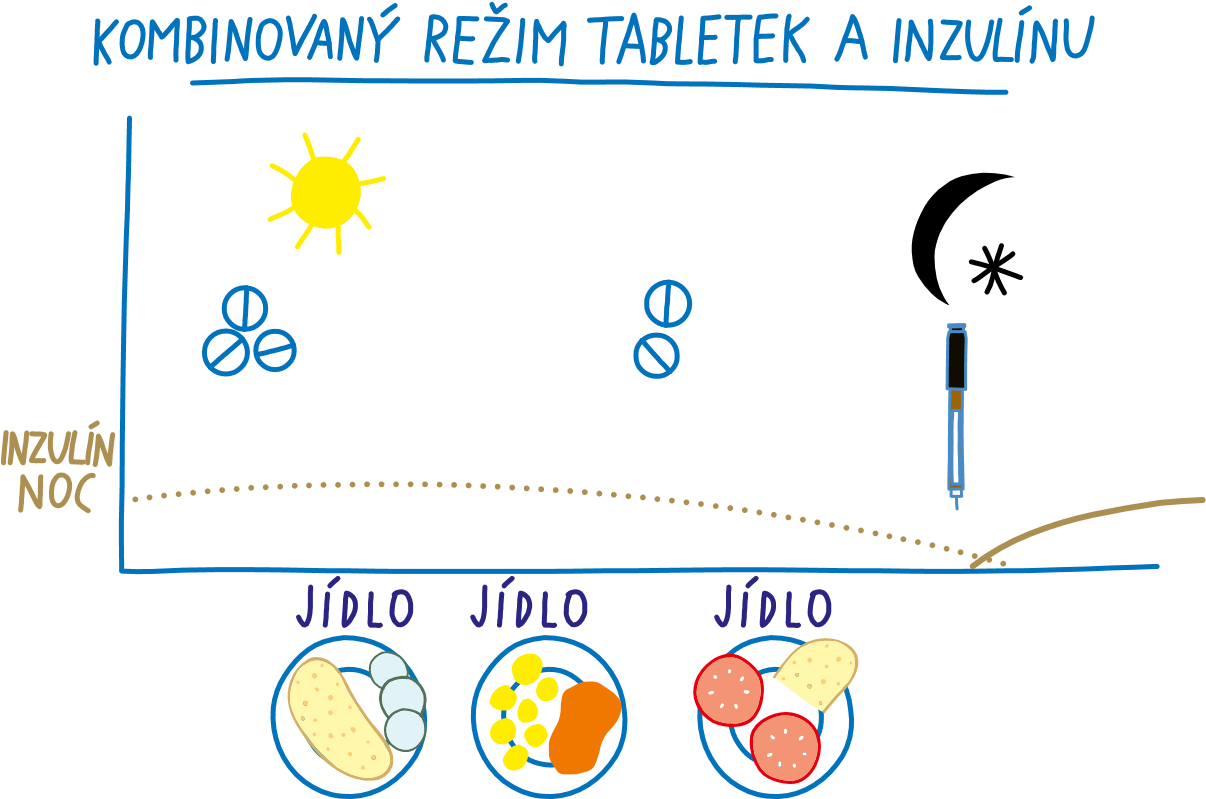 KOMBINOVANÝ REŽIM TABLETEK A INZULÍNU
INZULÍN
NOC
JÍDLO
JÍDLO
JÍDLO